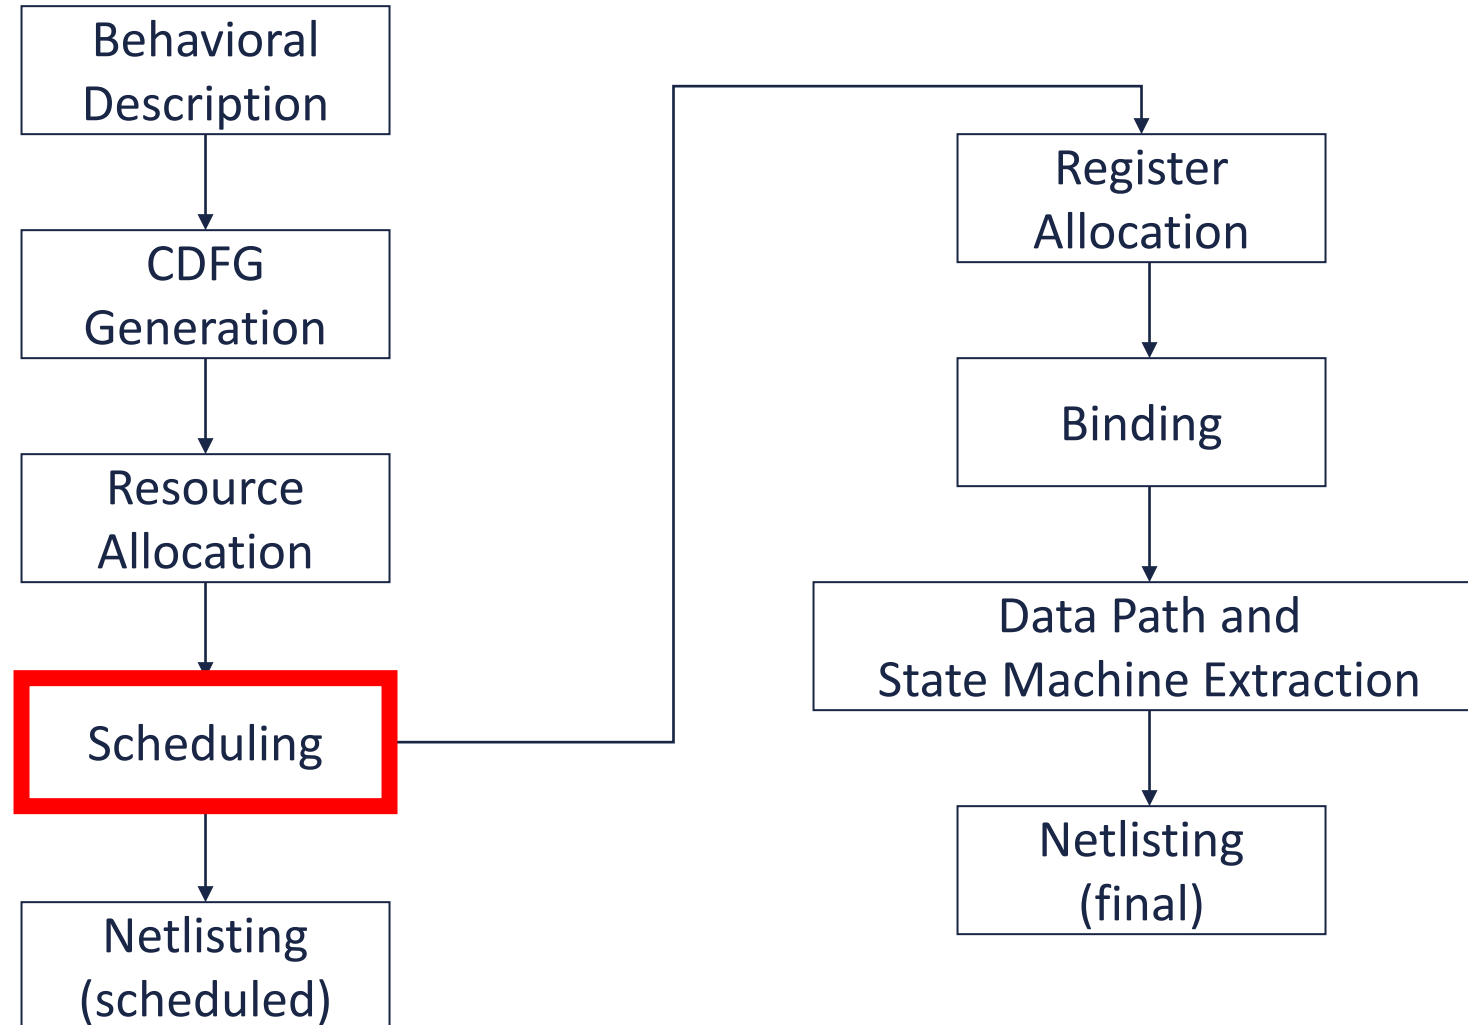 Behavioral
Description
CDFG
Generation
Resource
Allocation
Scheduling
Netlisting
(scheduled)
Register
Allocation
Binding
Data Path and
State Machine Extraction
Netlisting
(final)